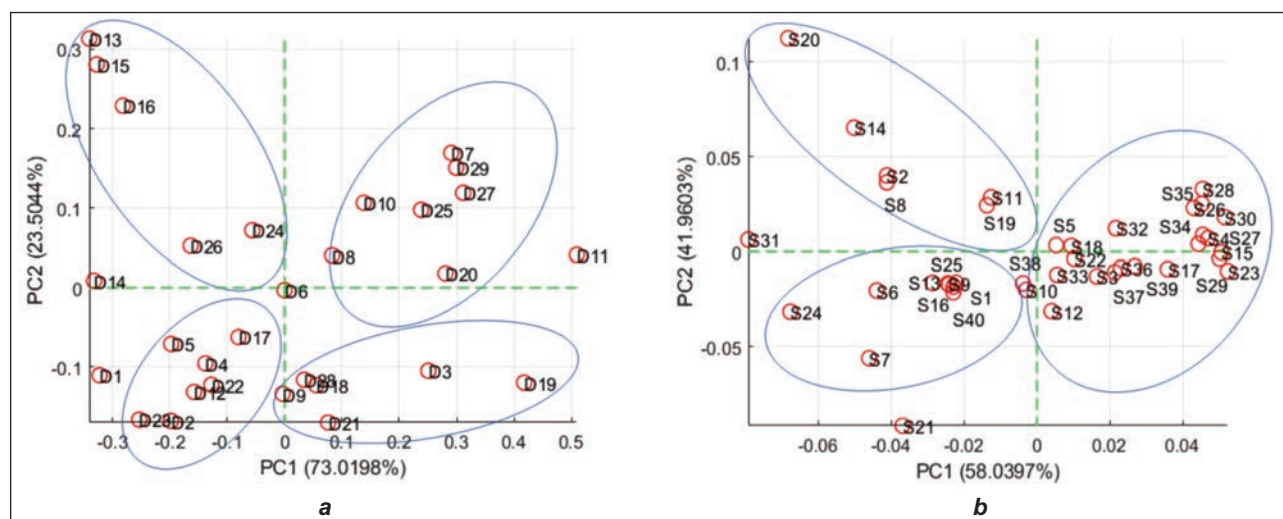 D13
0.3
D15
D16
0.2
D7
D29
D27
D10
D25
0.1
D24
D26
D8
D11
D20
D14
0
D6
D17
D5
D4
-0.1
D1
D22
D12
D28
D18
D3
D19
D9
D23
D2
D21
-0.3
-0.2
-0.1
0
0.1
0.2
0.3
0.4
0.5
PC2 (23.5044%)
PC1 (73.0198%)
a
S20
0.1
S14
0.05
S2
S8
S11
S19
S35
S28
S26
S30
S5
S32
S34
S4
S27
S31
0
S18
S15
S22
S25
S38
S36
S17
S23
S13
S9
S33
S3
S6
S10
S29
S16
S1
S37
S39
S24
S40
S12
-0.05
S7
S21
-0.06
-0.04
-0.02
0
0.02
0.04
PC2 (41.9603%)
PC1 (58.0397%)
b